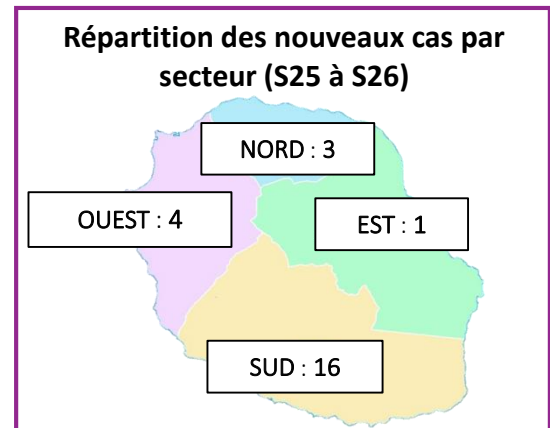 Répartition des nouveaux cas par
secteur (S25 à S26)
NORD : 3
OUEST : 4
EST : 1
SUD : 16